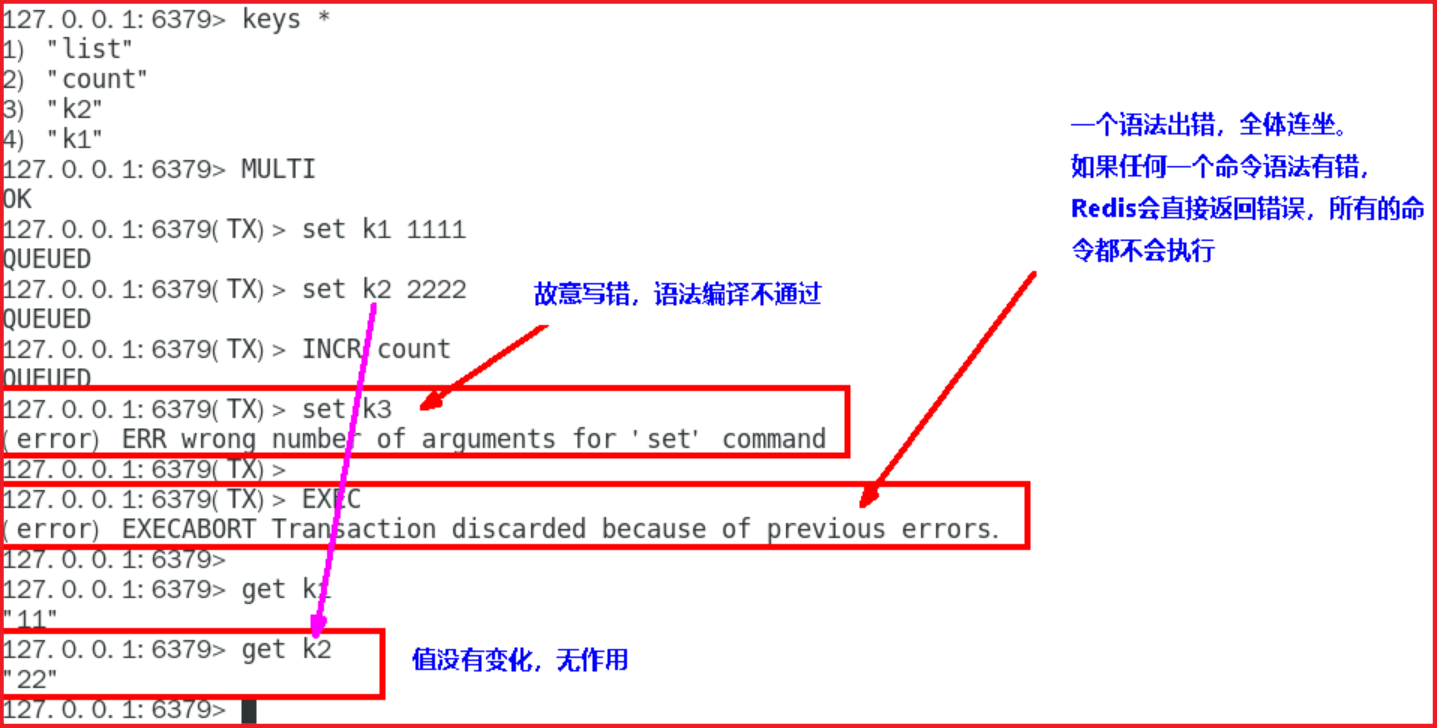 127.0.0.1:6379> keys *
1) "list"
2) "count"
3) "k2"
4) "k1"
127.0.0.1:6379> MULTI
OK
127.0.0.1:6379(TX)> set k1 1111
QUEUED
127.0.0.1:6379(TX)> set k2 2222
QUEUED
127.0.0.1:6379(TX)> INCR count
QUEUED
127.0.0.1:6379(TX)> set k3
(error) ERR wrong number of arguments for 'set' command
127.0.0.1:6379(TX)>
127.0.0.1:6379(TX)> EXEC
(error) EXECABORT Transaction discarded because of previous errors.
127.0.0.1:6379>
127.0.0.1:6379> get k1
"11"
127.0.0.1:6379> get k2
"22"
127.0.0.1:6379>
一个语法出错，全体连坐。
如果任何一个命令语法有错，
Redis会直接返回错误，所有的命
令都不会执行
故意写错，语法编译不通过
值没有变化，无作用